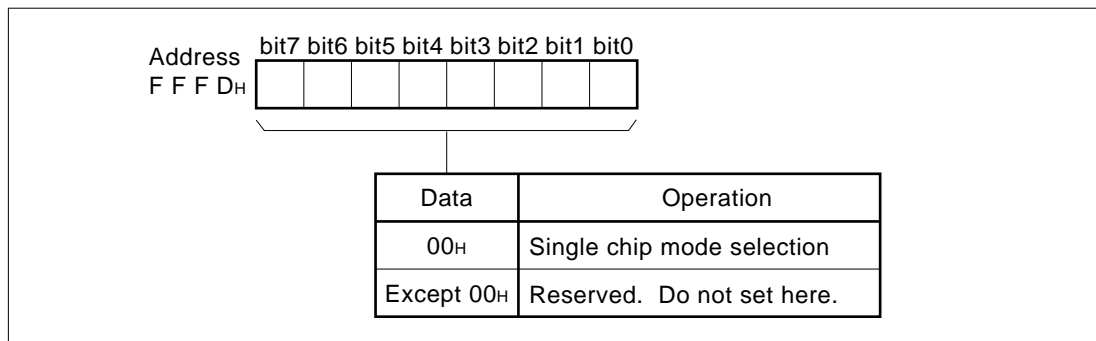 bit7 bit6 bit5 bit4 bit3 bit2 bit1 bit0
Address
F F F DH
Data Operation
00H Single chip mode selection
Except 00H Reserved. Do not set here.